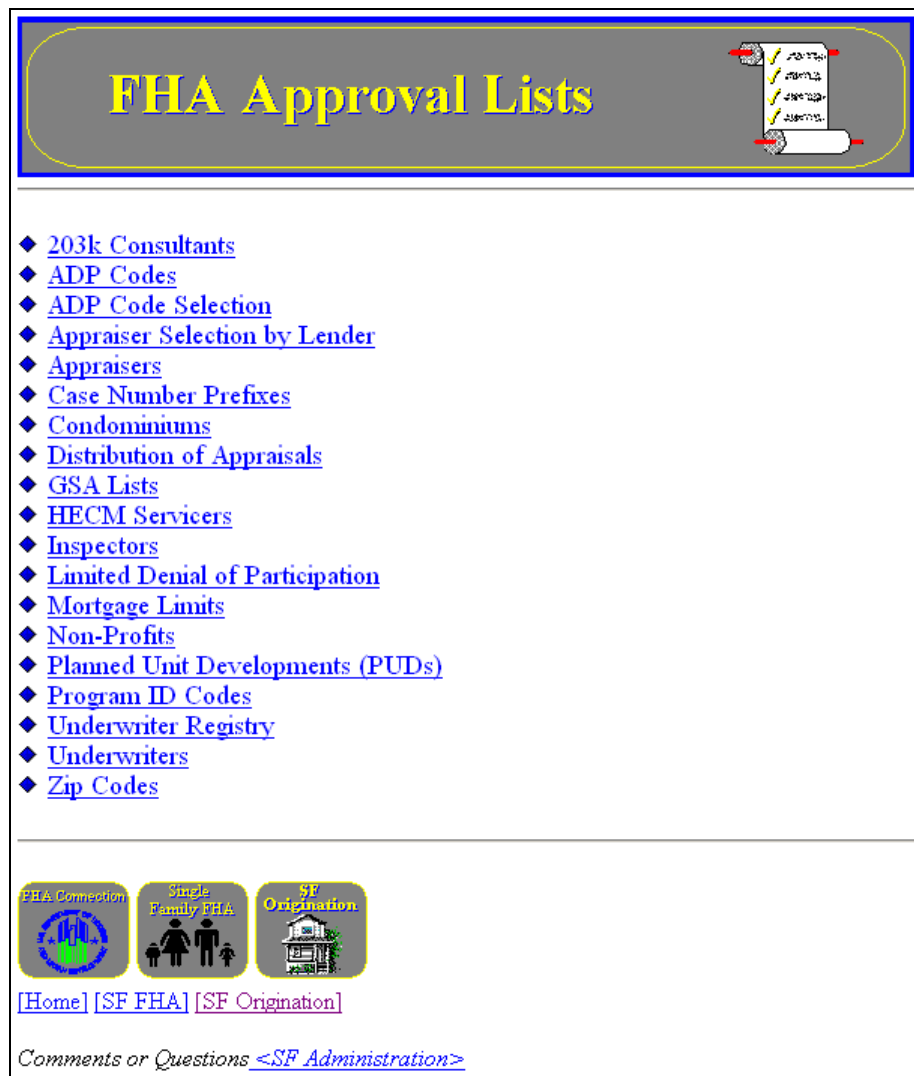 FHA Approval Lists
203k Consultants
ADP Codes
ADP Code Selection
Appraiser Selection by Lender
Appraisers
Case Number Prefixes
Condominiums
Distribution of Appraisals
GSA Lists
HECM Servicers
Inspectors
Limited Denial of Participation
Mortgage Limits
Non-Profits
Planned Unit Developments (PUDs)
Program ID Codes
Underwriter Registry
Underwriters
Zip Codes
FHA Connection
Single
Family FHA
SF
Origination
[Home] [SF FHA] [SF Origination]
Comments or Questions <SF Administration>